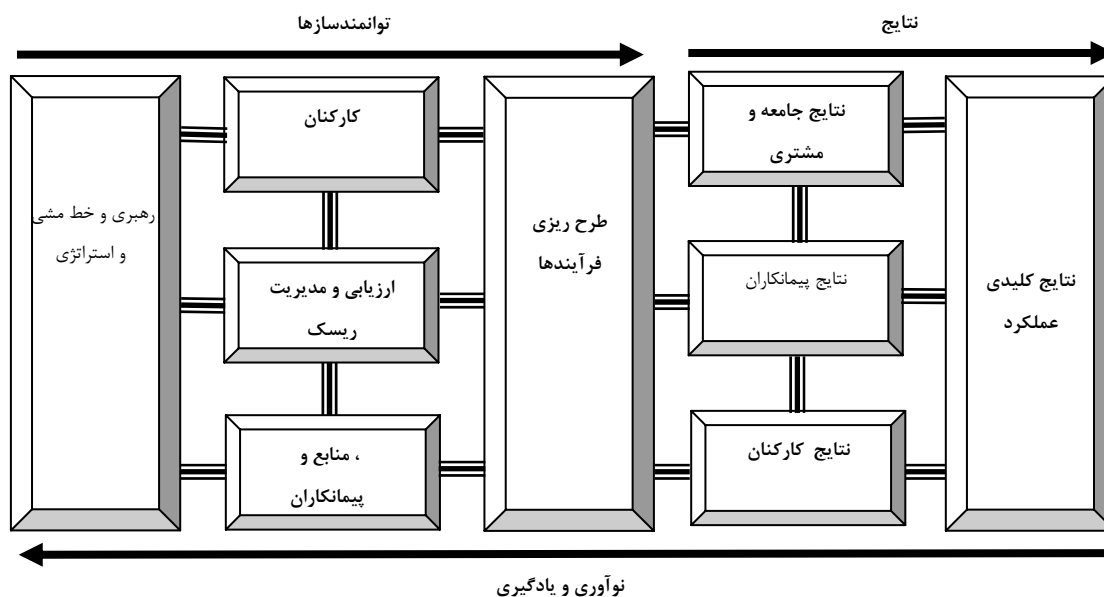 توانمندسازها
نتایج
رهبری و خط مشی
و استراتژی
کارکنان
ارزیابی و مدیریت
ریسک
، منابع و
پیمانکاران
طرح ریزی
فرآیندها
نتایج جامعه و
مشتری
نتایج پیمانکاران
نتایج کارکنان
نتایج کلیدی
عملکرد
نوآوری و یادگیری